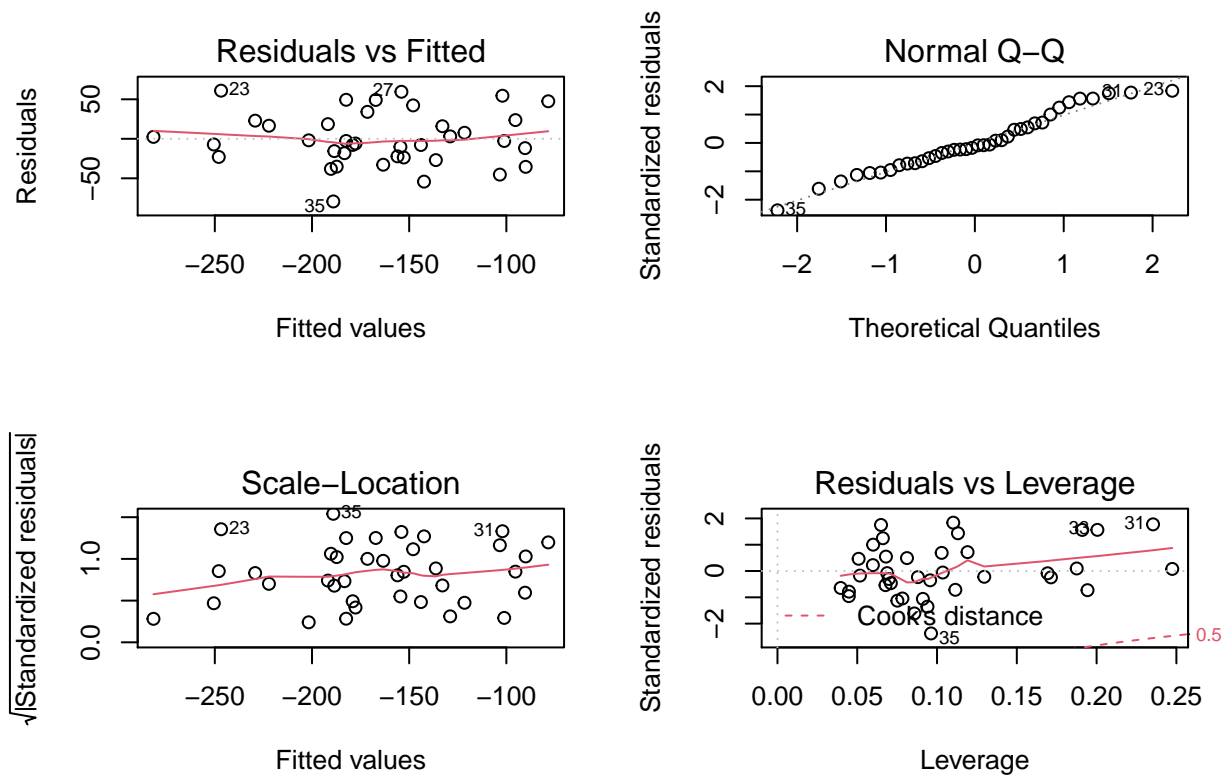 Residuals vs Fitted
Residuals
50
−50
23
27
35
−250 −200 −150 −100
Fitted values
Normal Q−Q
Standardized residuals
2
0
−2
31
23
35
−2 −1 0 1 2
Theoretical Quantiles
Scale−Location
√|Standardized residuals|
1.0
0.0
23
35
31
−250 −200 −150 −100
Fitted values
Residuals vs Leverage
Standardized residuals
2
0
−2
33
31
Cook's distance
35
0.5
0.00 0.05 0.10 0.15 0.20 0.25
Leverage